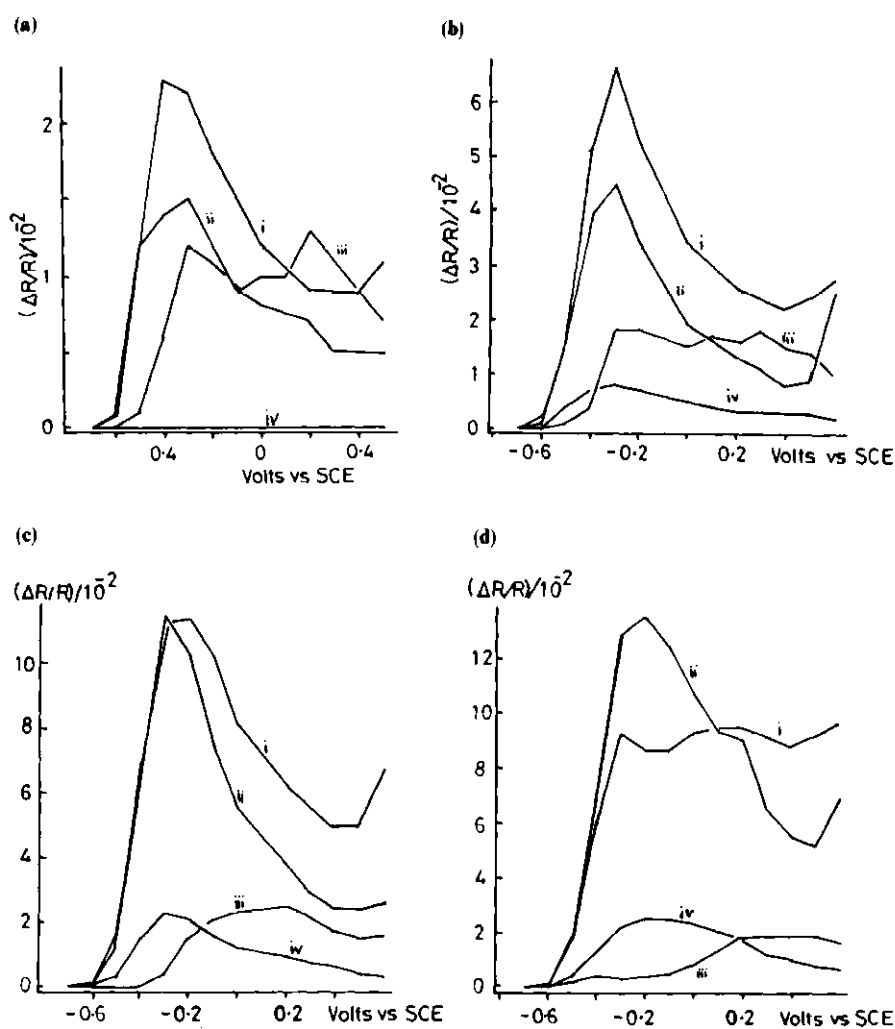 (a)
(ΔR/R)/10⁻²
2
1
0
i
ii
iii
iv
0·4
0
0·4
Volts vs SCE
(b)
(ΔR/R)/10⁻²
6
5
4
3
2
1
0
i
ii
iii
iv
-0·6
-0·2
0·2
Volts vs SCE
(c)
(ΔR/R)/10⁻²
10
8
6
4
2
0
i
ii
iii
iv
-0·6
-0·2
0·2
Volts vs SCE
(d)
(ΔR/R)/10⁻²
12
10
8
6
4
2
0
ii
i
iv
iii
-0·6
-0·2
0·2
Volts vs SCE